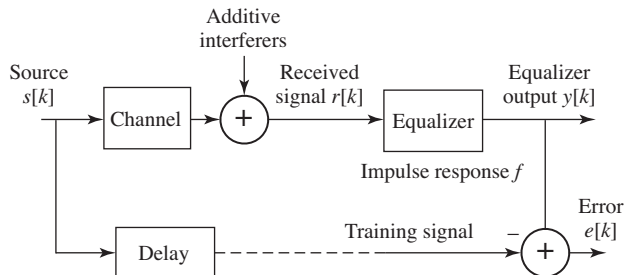 Additive
interferers
Source
s[k]
Received
signal r[k]
Equalizer
output y[k]
Channel
+
Equalizer
Impulse response f
Error
e[k]
Training signal
–
Delay
+